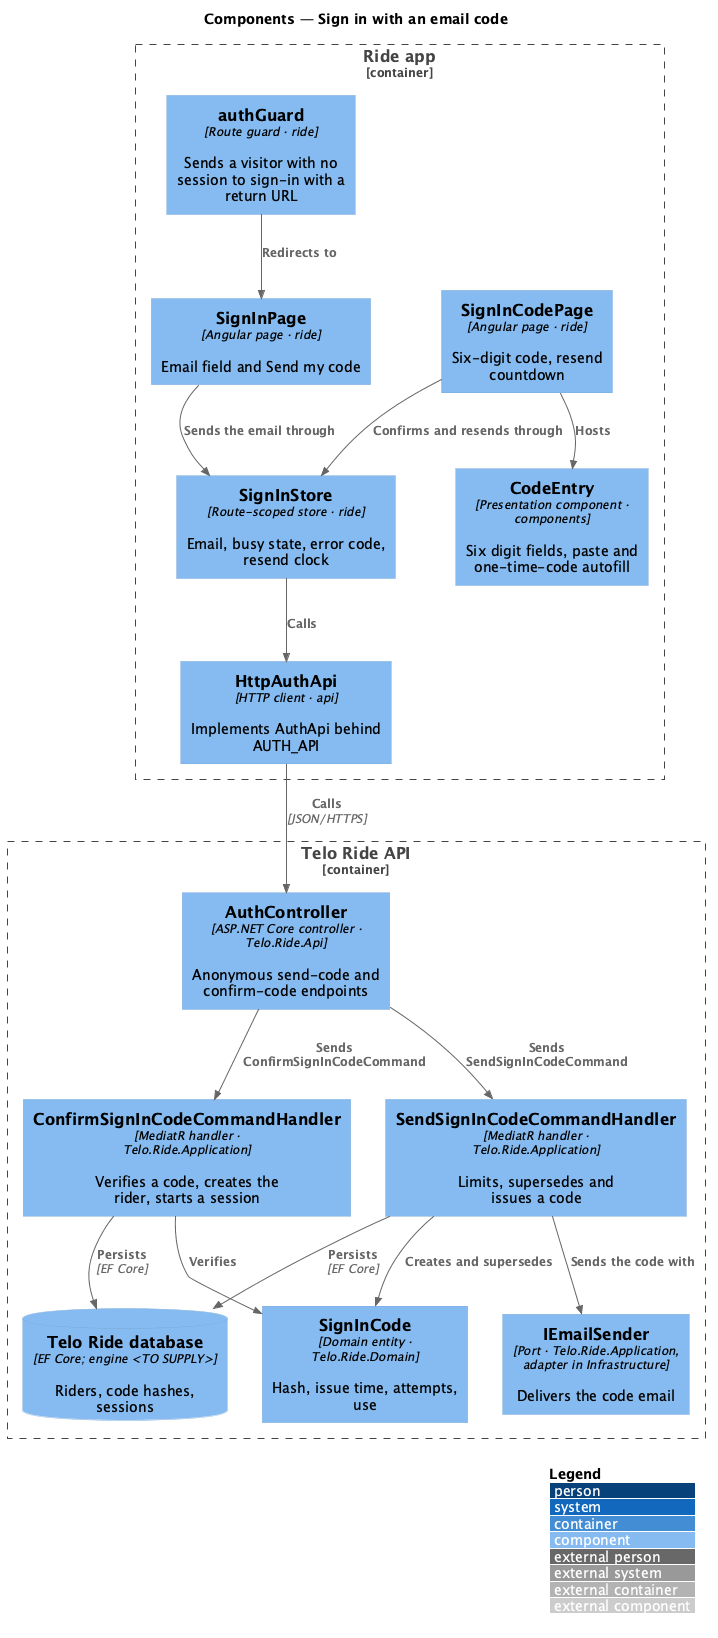 Components — Sign in with an email code
Ride app
[container]
authGuard
[Route guard · ride]
Sends a visitor with no
session to sign-in with a
return URL
Redirects to
SignInPage
[Angular page · ride]
Email field and Send my code
SignInCodePage
[Angular page · ride]
Six-digit code, resend
countdown
Sends the email through
Confirms and resends through
Hosts
SignInStore
[Route-scoped store · ride]
Email, busy state, error code,
resend clock
CodeEntry
[Presentation component ·
components]
Six digit fields, paste and
one-time-code autofill
Calls
HttpAuthApi
[HTTP client · api]
Implements AuthApi behind
AUTH_API
Calls
[JSON/HTTPS]
Telo Ride API
[container]
AuthController
[ASP.NET Core controller ·
Telo.Ride.Api]
Anonymous send-code and
confirm-code endpoints
Sends
ConfirmSignInCodeCommand
Sends
SendSignInCodeCommand
ConfirmSignInCodeCommandHandler
[MediatR handler ·
Telo.Ride.Application]
Verifies a code, creates the
rider, starts a session
SendSignInCodeCommandHandler
[MediatR handler ·
Telo.Ride.Application]
Limits, supersedes and
issues a code
Persists
[EF Core]
Verifies
Persists
[EF Core]
Creates and supersedes
Sends the code with
Telo Ride database
[EF Core; engine <TO SUPPLY>]
Riders, code hashes,
sessions
SignInCode
[Domain entity ·
Telo.Ride.Domain]
Hash, issue time, attempts,
use
IEmailSender
[Port · Telo.Ride.Application,
adapter in Infrastructure]
Delivers the code email
Legend
person
system
container
component
external person
external system
external container
external component